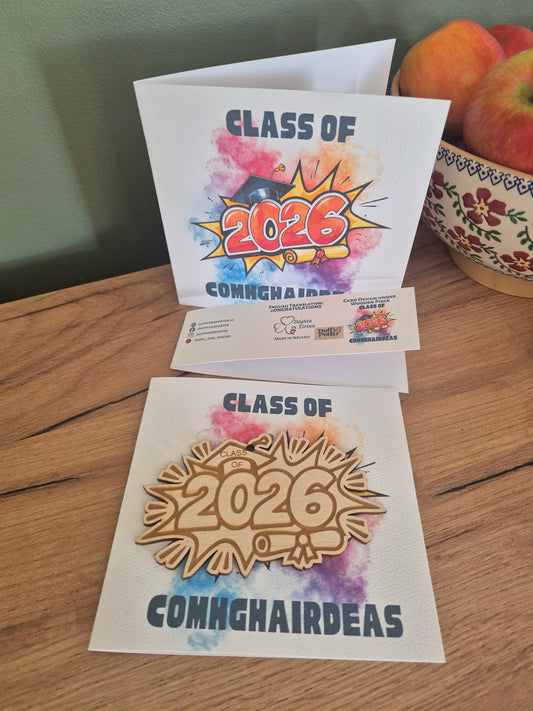 CLASS OF
2026
COMHGHAIRDEAS
ENGLISH TRANSLATION:
CONGRATULATIONS
CARD DESIGN UNDER
WOODEN PIECE
CLASS OF
2026
COMHGHAIRDEAS
MADE IN IRELAND
CLASS OF
CLASS
OF
2026
COMHGHAIRDEAS